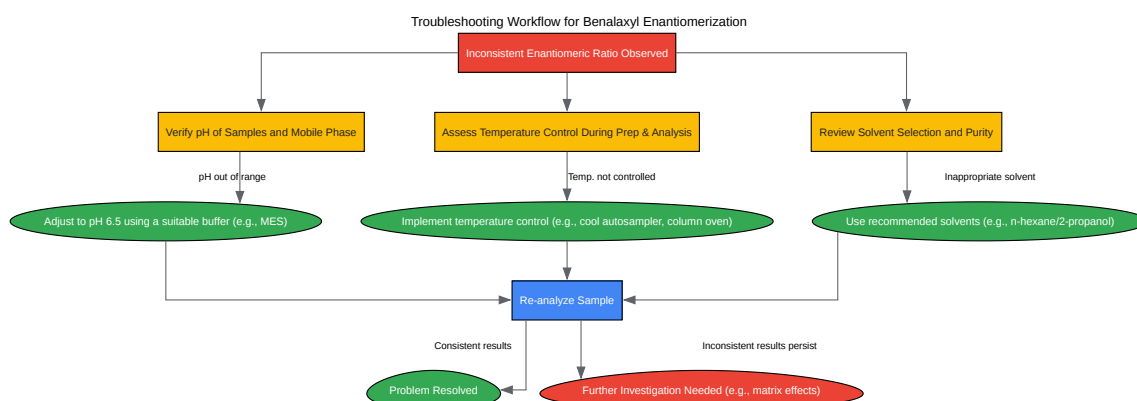 Troubleshooting Workflow for Benalaxyl Enantiomerization
Inconsistent Enantiomeric Ratio Observed
Verify pH of Samples and Mobile Phase
Assess Temperature Control During Prep & Analysis
Review Solvent Selection and Purity
pH out of range
Temp. not controlled
Inappropriate solvent
Adjust to pH 6.5 using a suitable buffer (e.g., MES)
Implement temperature control (e.g., cool autosampler, column oven)
Use recommended solvents (e.g., n-hexane/2-propanol)
Re-analyze Sample
Consistent results
Inconsistent results persist
Problem Resolved
Further Investigation Needed (e.g., matrix effects)